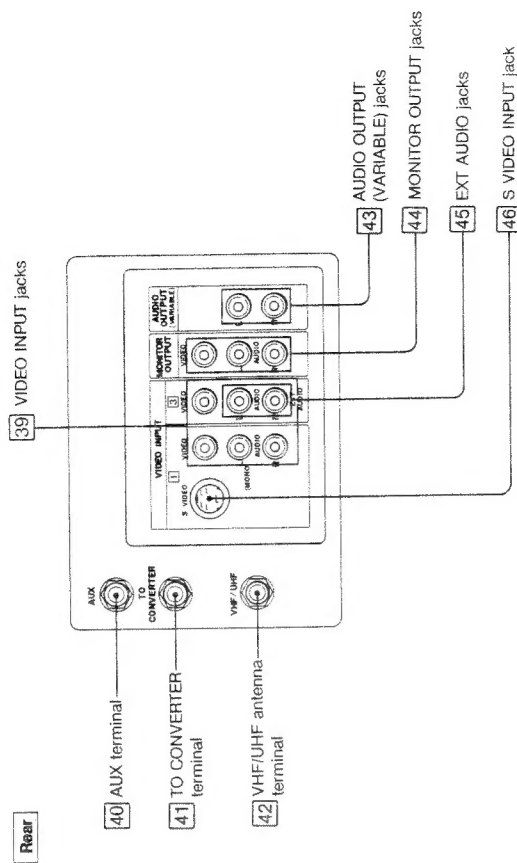 Rear
39 VIDEO INPUT jacks
40 AUX terminal
41 TO CONVERTER
terminal
42 VHF/UHF antenna
terminal
AUX
TO
CONVERTER
VHF/UHF
VIDEO INPUT
1
3
S VIDEO
VIDEO
VIDEO
(MONO)
AUDIO
R
AUDIO
AUDIO
MONITOR
OUTPUT
VIDEO
AUDIO
AUDIO
OUTPUT
(VARIABLE)
43 AUDIO OUTPUT
(VARIABLE) jacks
44 MONITOR OUTPUT jacks
45 EXT AUDIO jacks
46 S VIDEO INPUT jack